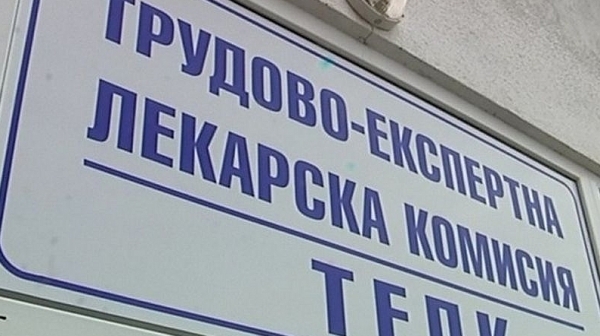 ТРУДОВО-ЕКСПЕРТНА
ЛЕКАРСКА КОМИСИЯ
ТЕЛК